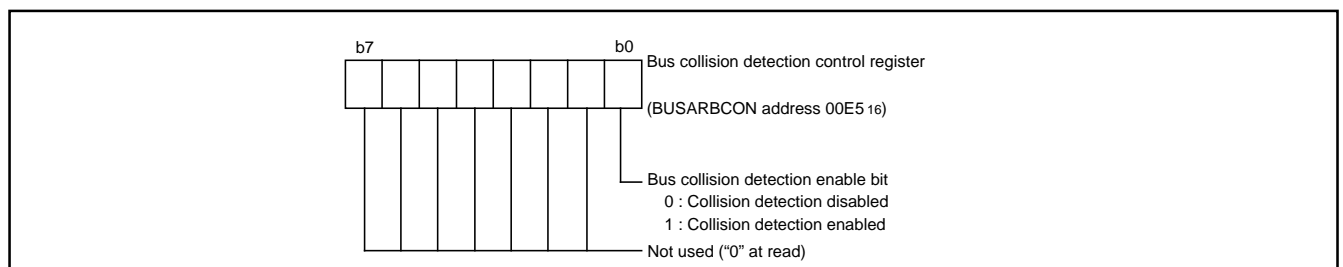 b7 b0
Bus collision detection control register
(BUSARBCON address 00E5 16)
Bus collision detection enable bit
0 : Collision detection disabled
1 : Collision detection enabled
Not used (“0” at read)